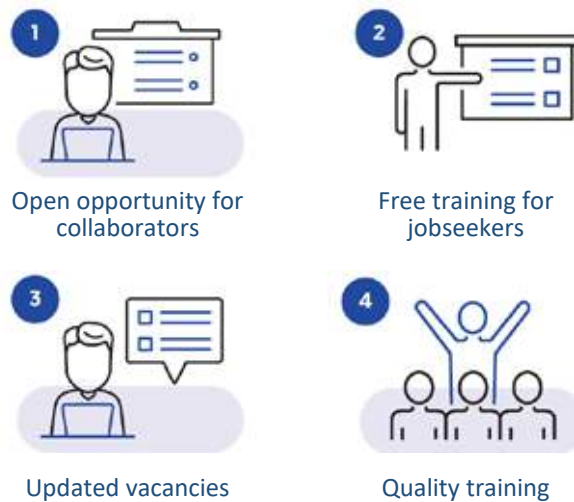 1
Open opportunity for
collaborators
2
Free training for
jobseekers
3
Updated vacancies
4
Quality training